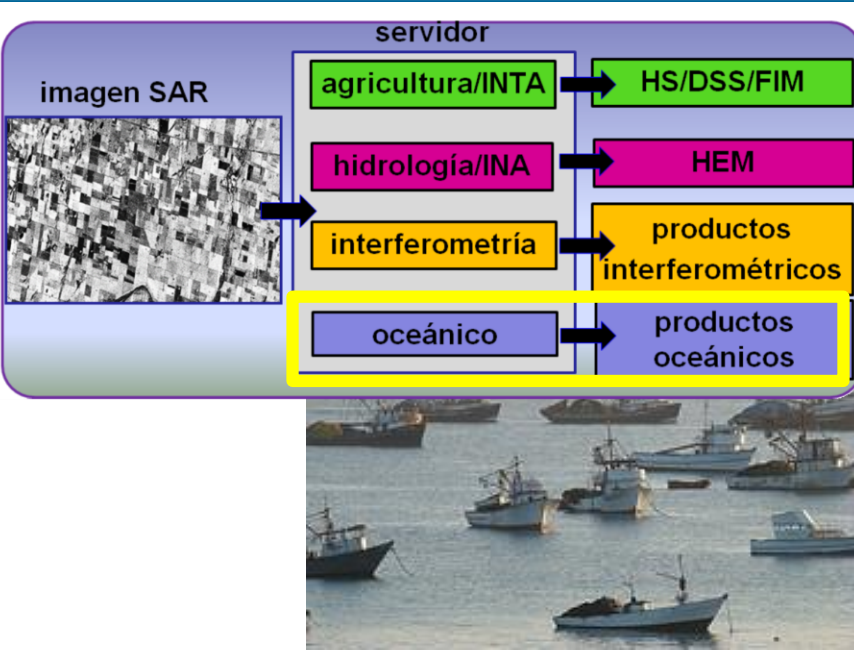 servidor
imagen SAR
agricultura/INTA
HS/DSS/FIM
hidrología/INA
HEM
interferometría
productos
interferométricos
oceánico
productos
oceánicos